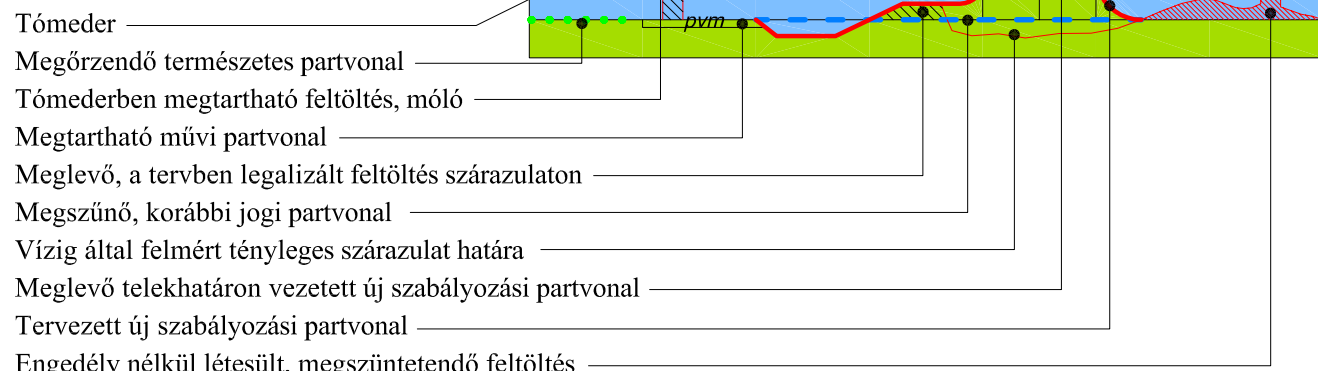 pvm
Tómeder
Megőrzendő természetes partvonal
Tómederben megtartható feltöltés, móló
Megtartható művi partvonal
Meglevő, a tervben legalizált feltöltés szárazulaton
Megszűnő, korábbi jogi partvonal
Vízig által felmért tényleges szárazulat határa
Meglevő telekhatáron vezetett új szabályozási partvonal
Tervezett új szabályozási partvonal
Engedély nélkül létesült, megszüntetendő feltöltés